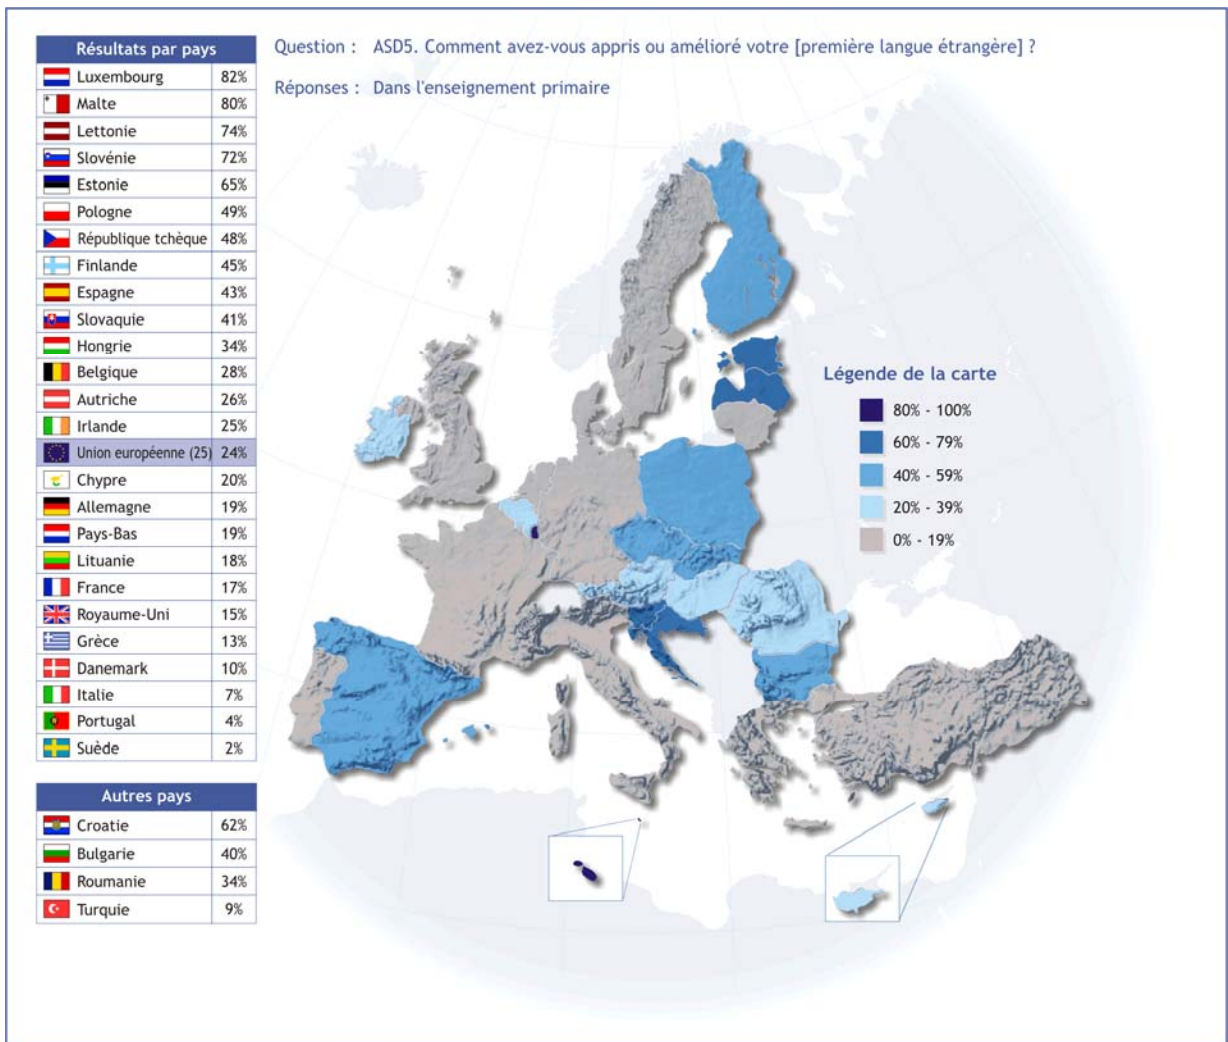 Question : ASD5. Comment avez-vous appris ou amélioré votre [première langue étrangère] ?
Réponses : Dans l'enseignement primaire
Résultats par pays
Luxembourg 82%
Malte 80%
Lettonie 74%
Slovénie 72%
Estonie 65%
Pologne 49%
République tchèque 48%
Finlande 45%
Espagne 43%
Slovaquie 41%
Hongrie 34%
Belgique 28%
Autriche 26%
Irlande 25%
Union européenne (25) 24%
Chypre 20%
Allemagne 19%
Pays-Bas 19%
Lituanie 18%
France 17%
Royaume-Uni 15%
Grèce 13%
Danemark 10%
Italie 7%
Portugal 4%
Suède 2%
Autres pays
Croatie 62%
Bulgarie 40%
Roumanie 34%
Turquie 9%
Légende de la carte
80% - 100%
60% - 79%
40% - 59%
20% - 39%
0% - 19%